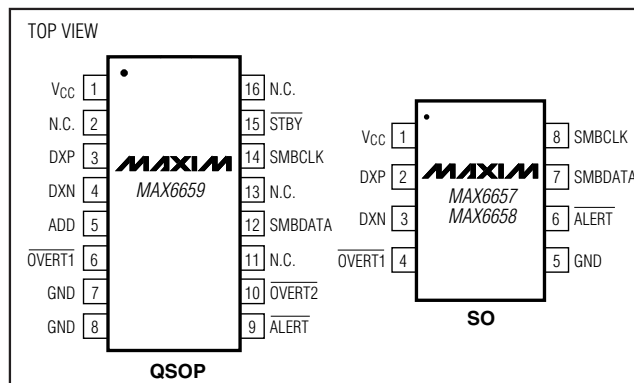 TOP VIEW
VCC 1
N.C. 2
DXP 3
DXN 4
ADD 5
OVERT1 6
GND 7
GND 8
MAXIM
MAX6659
16 N.C.
15 STBY
14 SMBCLK
13 N.C.
12 SMBDATA
11 N.C.
10 OVERT2
9 ALERT
QSOP
VCC 1
DXP 2
DXN 3
OVERT1 4
MAXIM
MAX6657
MAX6658
8 SMBCLK
7 SMBDATA
6 ALERT
5 GND
SO